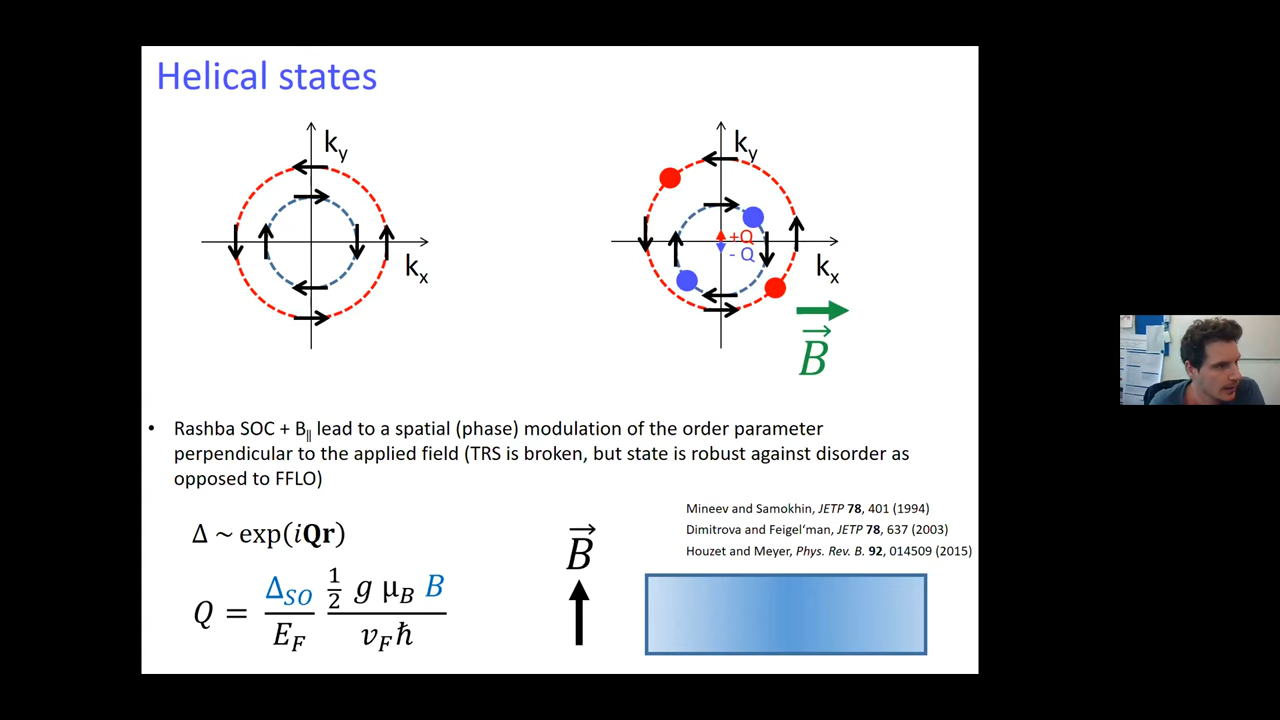 Helical states
k_y
k_x
k_y
+Q
- Q
k_x
B⃗
• Rashba SOC + B_∥ lead to a spatial (phase) modulation of the order parameter
perpendicular to the applied field (TRS is broken, but state is robust against disorder as
opposed to FFLO)
Mineev and Samokhin, JETP 78, 401 (1994)
Dimitrova and Feigel‘man, JETP 78, 637 (2003)
Houzet and Meyer, Phys. Rev. B. 92, 014509 (2015)
Δ ~ exp(iQr)
B⃗
Q = Δ_SO/E_F ½ g μ_B B/v_F ħ